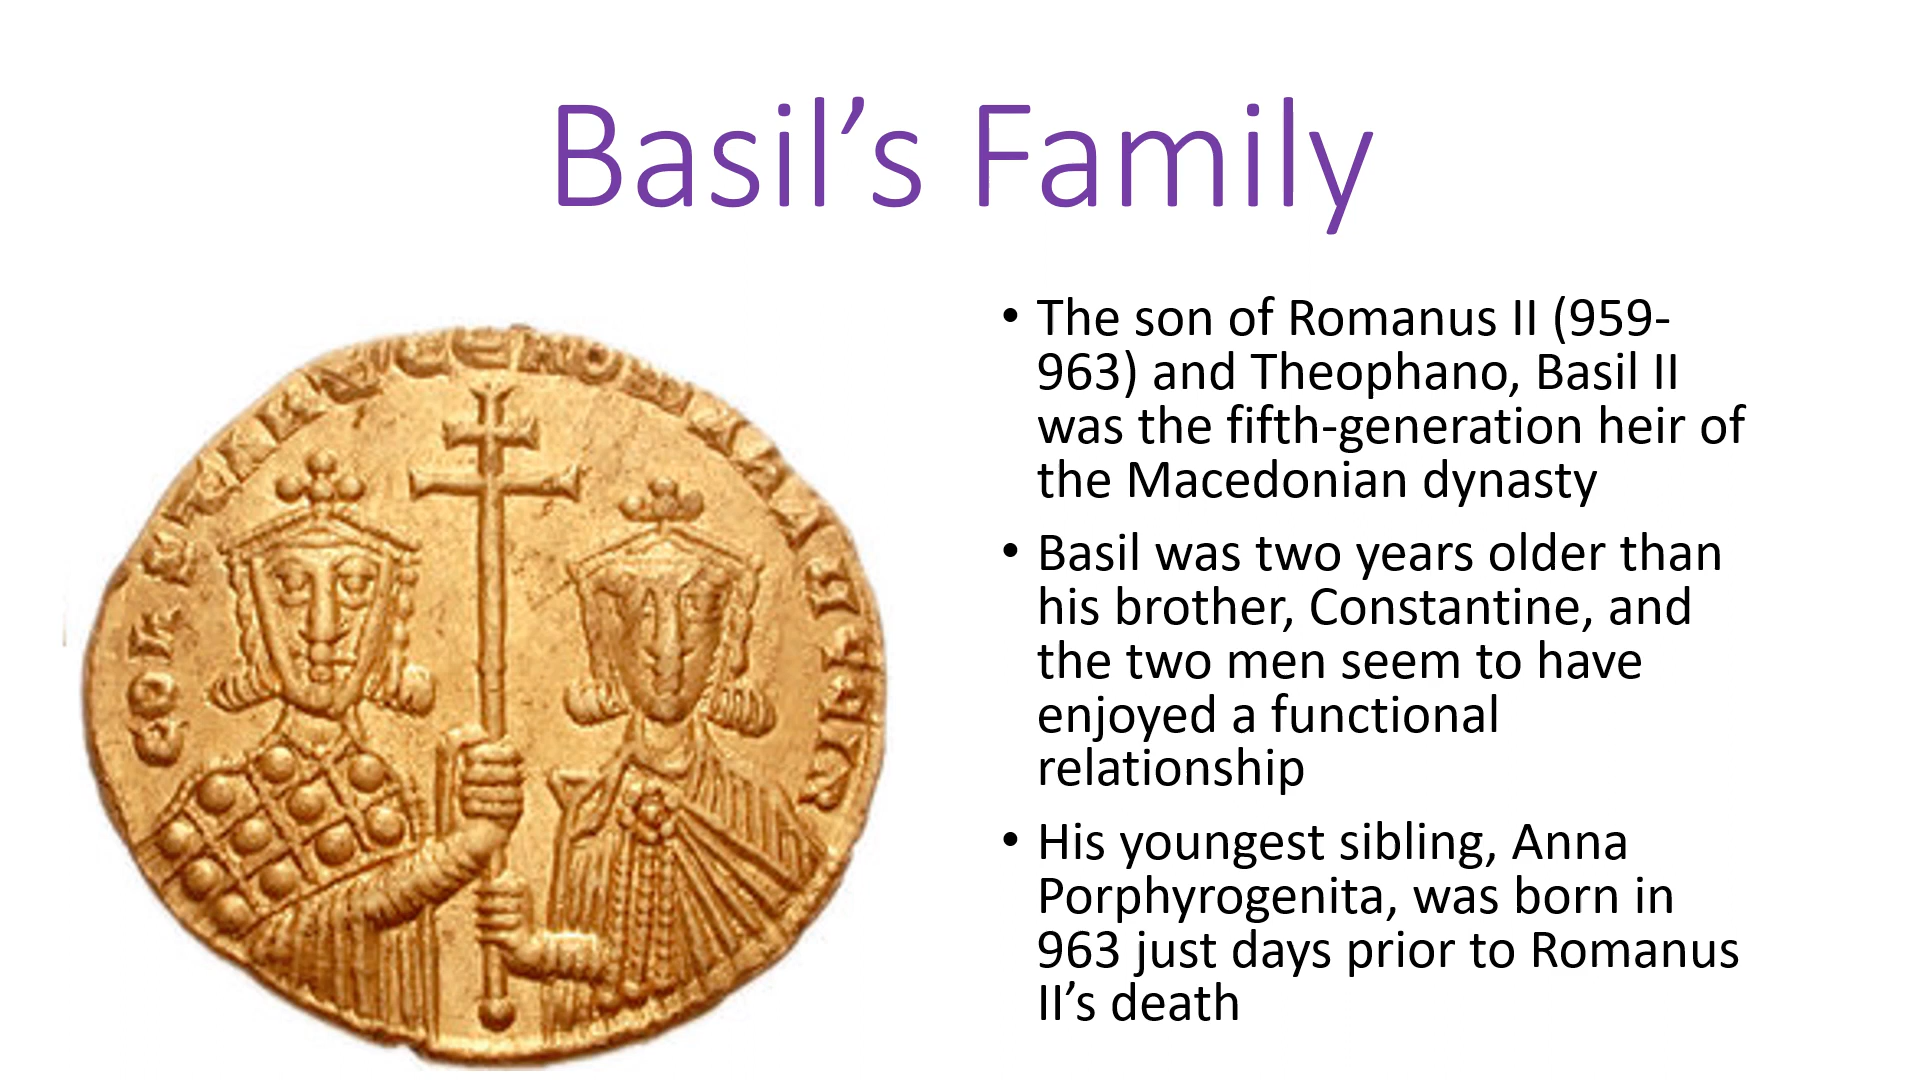 Basil’s Family
• The son of Romanus II (959-
963) and Theophano, Basil II
was the fifth-generation heir of
the Macedonian dynasty
• Basil was two years older than
his brother, Constantine, and
the two men seem to have
enjoyed a functional
relationship
• His youngest sibling, Anna
Porphyrogenita, was born in
963 just days prior to Romanus
II’s death